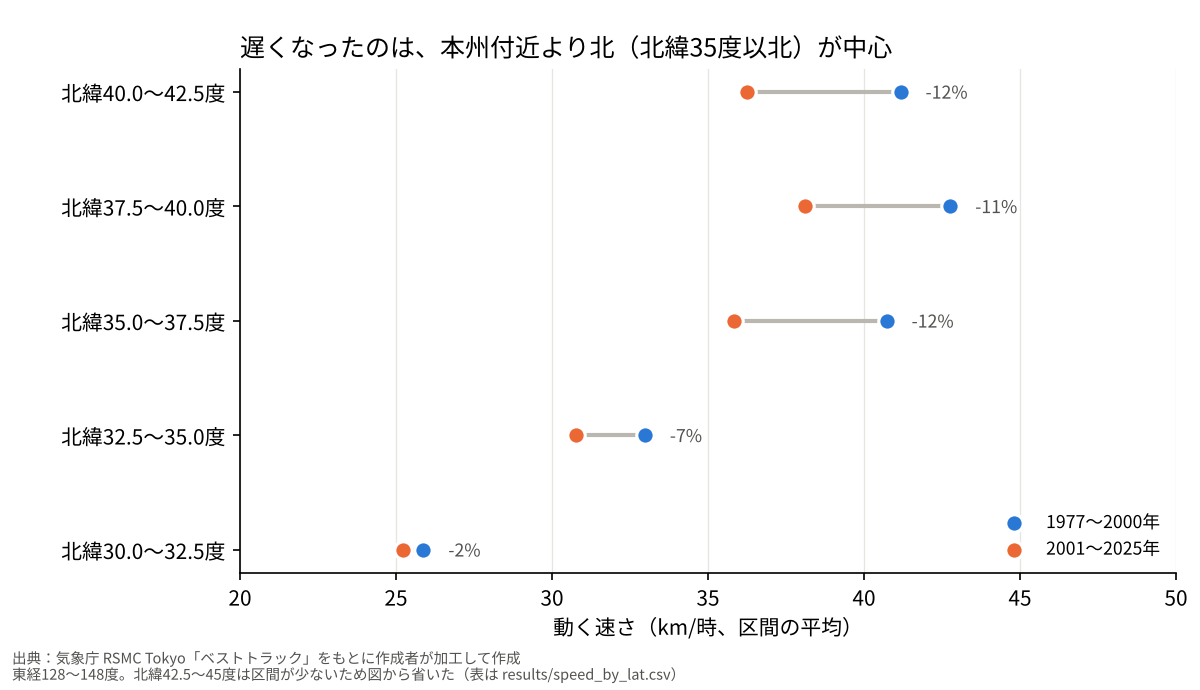 遅くなったのは、本州付近より北（北緯35度以北）が中心
北緯40.0～42.5度
-12%
北緯37.5～40.0度
-11%
北緯35.0～37.5度
-12%
北緯32.5～35.0度
-7%
北緯30.0～32.5度
-2%
1977～2000年
2001～2025年
20 25 30 35 40 45 50
動く速さ（km/時、区間の平均）
出典：気象庁 RSMC Tokyo「ベストトラック」をもとに作成者が加工して作成
東経128～148度。北緯42.5～45度は区間が少ないため図から省いた（表は results/speed_by_lat.csv）